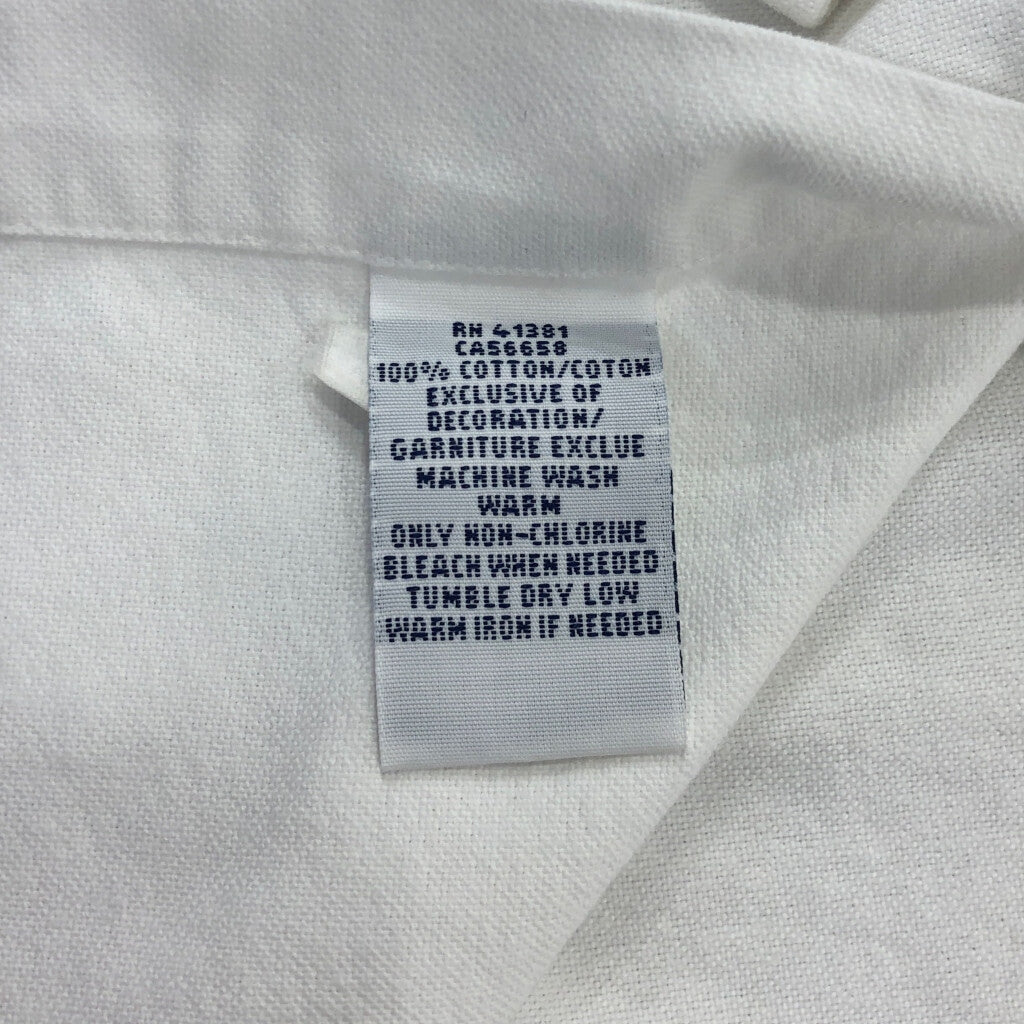 RN 41381
CA56658
100% COTTON/COTON
EXCLUSIVE OF
DECORATION/
GARNITURE EXCLUE
MACHINE WASH
WARM
ONLY NON-CHLORINE
BLEACH WHEN NEEDED
TUMBLE DRY LOW
WARM IRON IF NEEDED